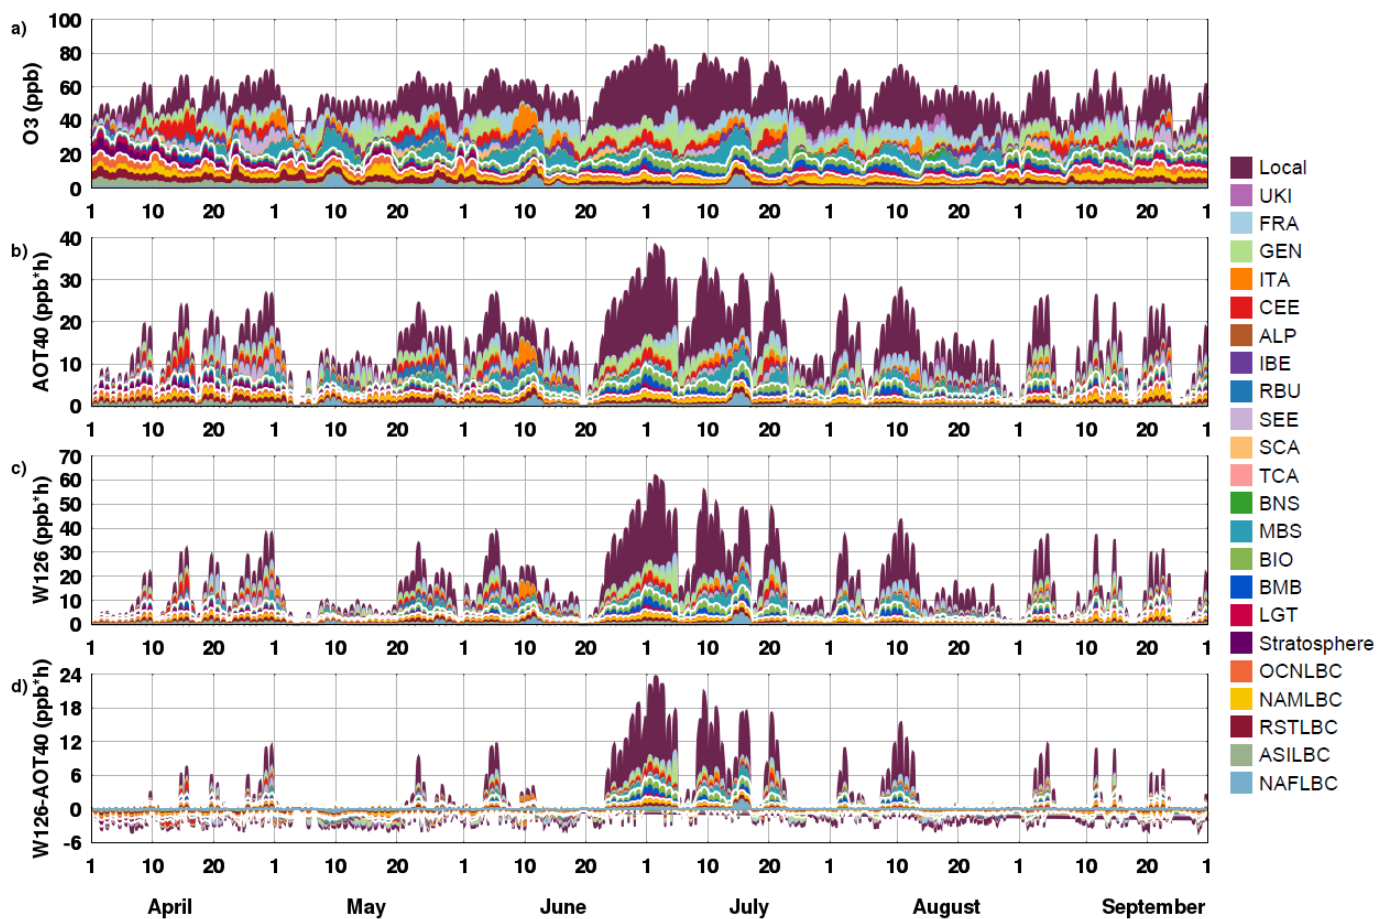 a)
O3 (ppb)
100
80
60
40
20
0
1 10 20 1 10 20 1 10 20 1 10 20 1 10 20 1 10 20 1
b)
AOT40 (ppb*h)
40
30
20
10
0
1 10 20 1 10 20 1 10 20 1 10 20 1 10 20 1 10 20 1
c)
W126 (ppb*h)
70
60
50
40
30
20
10
0
1 10 20 1 10 20 1 10 20 1 10 20 1 10 20 1 10 20 1
d)
W126-AOT40 (ppb*h)
24
18
12
6
0
-6
1 10 20 1 10 20 1 10 20 1 10 20 1 10 20 1 10 20 1
April May June July August September
Local
UKI
FRA
GEN
ITA
CEE
ALP
IBE
RBU
SEE
SCA
TCA
BNS
MBS
BIO
BMB
LGT
Stratosphere
OCNLBC
NAMLBC
RSTLBC
ASILBC
NAFLBC